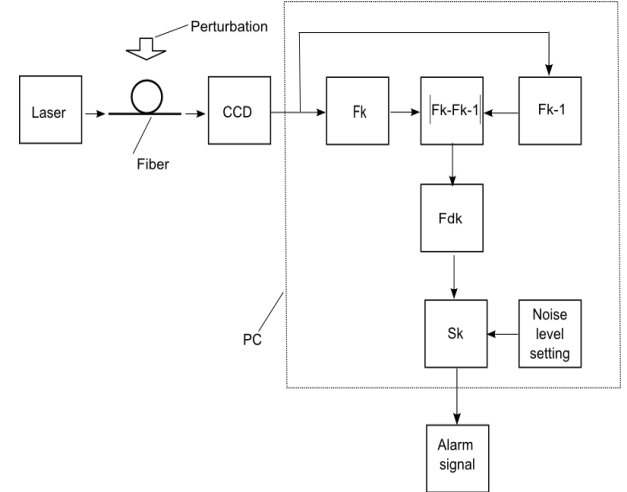 Perturbation
Laser
Fiber
CCD
Fk
|Fk-Fk-1|
Fk-1
Fdk
PC
Sk
Noise
level
setting
Alarm
signal